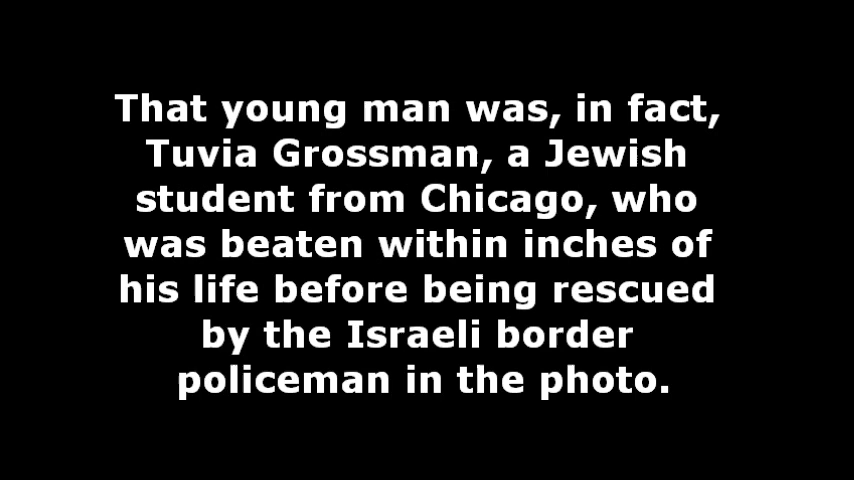 That young man was, in fact,
Tuvia Grossman, a Jewish
student from Chicago, who
was beaten within inches of
his life before being rescued
by the Israeli border
policeman in the photo.